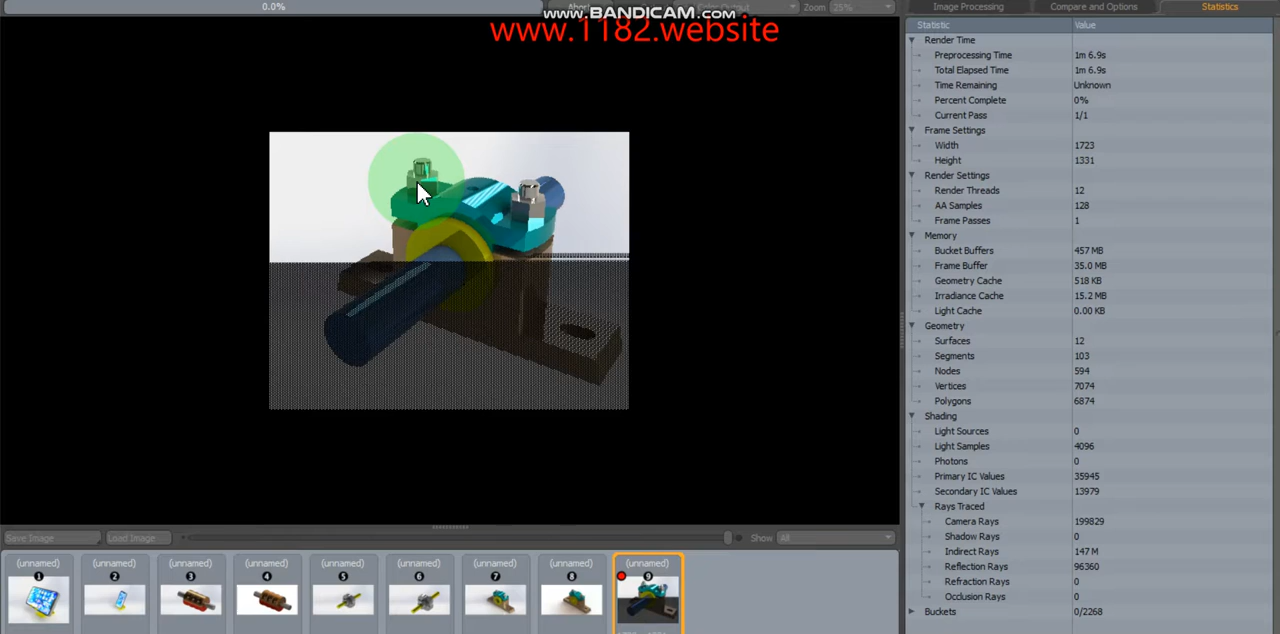 0.0%
www.BANDICAM.com
Zoom 25%
Image Processing
Compare and Options
Statistics
www.1182.website
Statistic Value
Render Time
Preprocessing Time 1m 6.9s
Total Elapsed Time 1m 6.9s
Time Remaining Unknown
Percent Complete 0%
Current Pass 1/1
Frame Settings
Width 1723
Height 1331
Render Settings
Render Threads 12
AA Samples 128
Frame Passes 1
Memory
Bucket Buffers 457 MB
Frame Buffer 35.0 MB
Geometry Cache 518 KB
Irradiance Cache 15.2 MB
Light Cache 0.00 KB
Geometry
Surfaces 12
Segments 103
Nodes 594
Vertices 7074
Polygons 6874
Shading
Light Sources 0
Light Samples 4096
Photons 0
Primary IC Values 35945
Secondary IC Values 13979
Rays Traced
Camera Rays 199829
Shadow Rays 0
Indirect Rays 147 M
Reflection Rays 96360
Refraction Rays 0
Occlusion Rays 0
Buckets 0/2268
Save Image Load Image Show All
(unnamed) (unnamed) (unnamed) (unnamed) (unnamed) (unnamed) (unnamed) (unnamed) (unnamed)
1 2 3 4 5 6 7 8 9